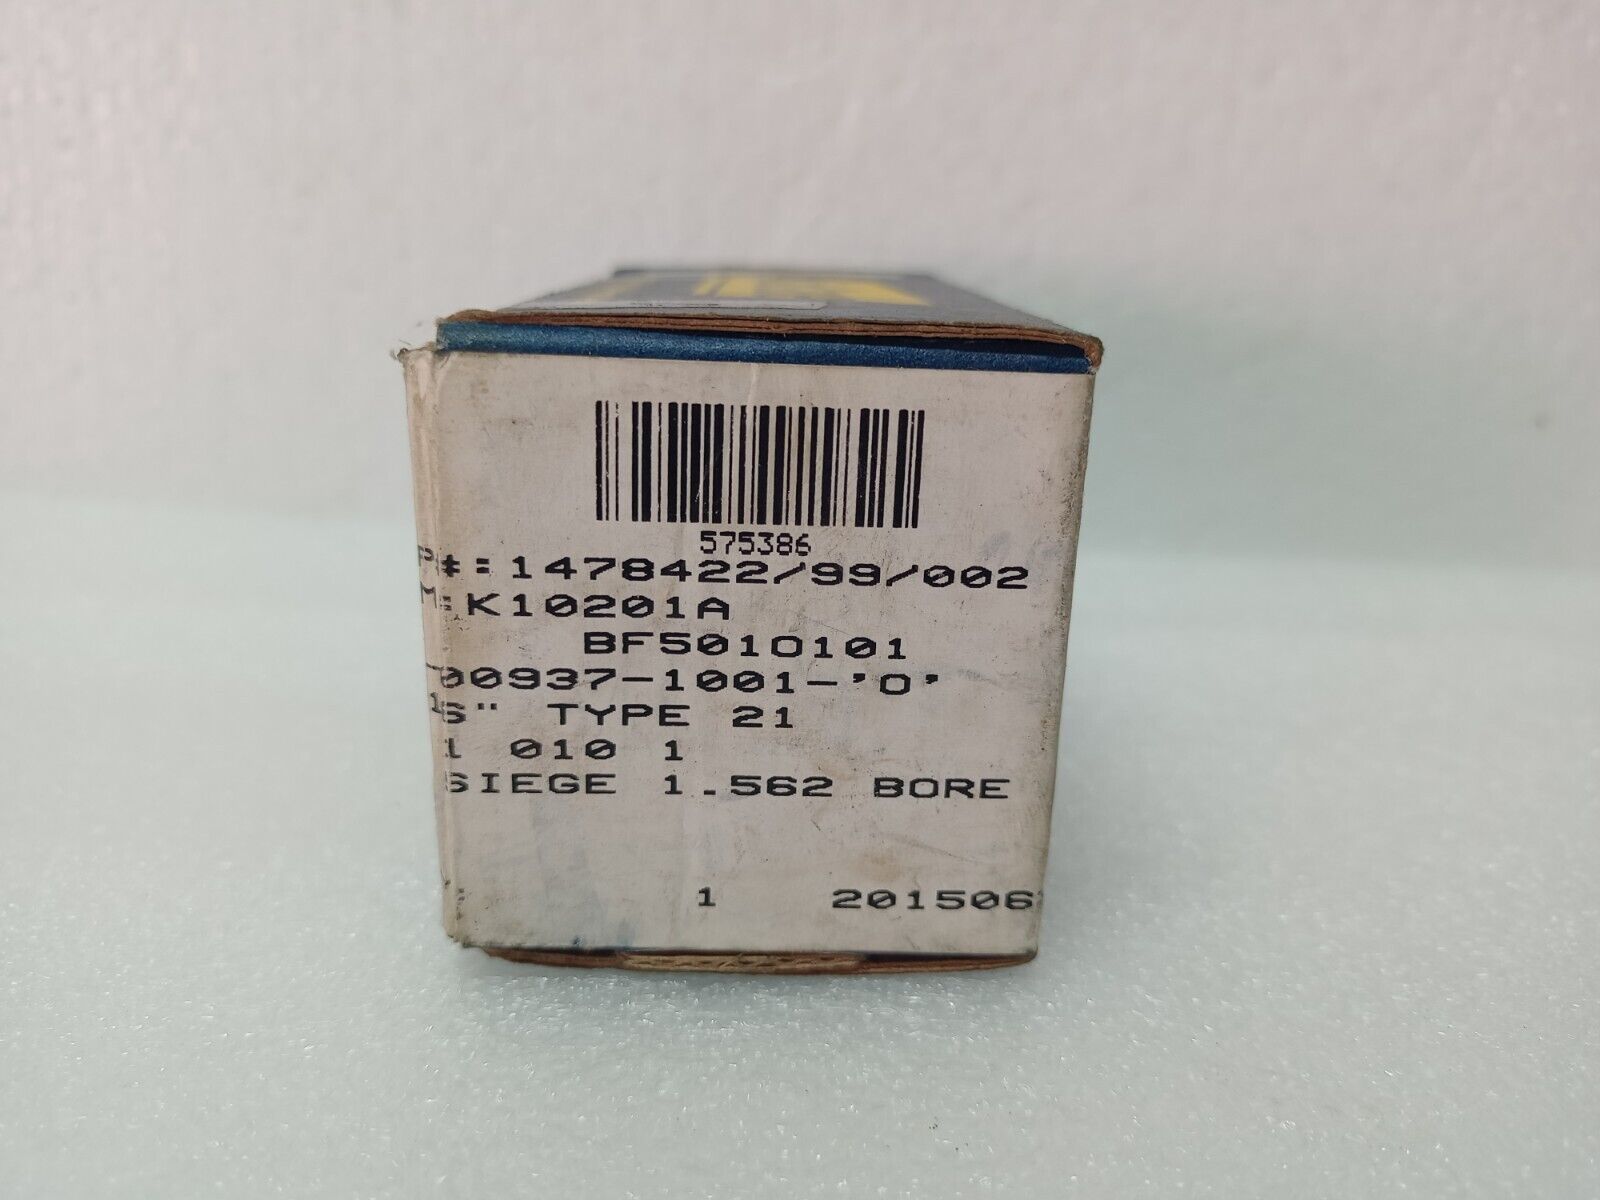 575386
P#:1478422/99/002
M:K10201A
BF5010101
00937-1001-'O'
6" TYPE 21
1 010 1
SIEGE 1.562 BORE
1 201506